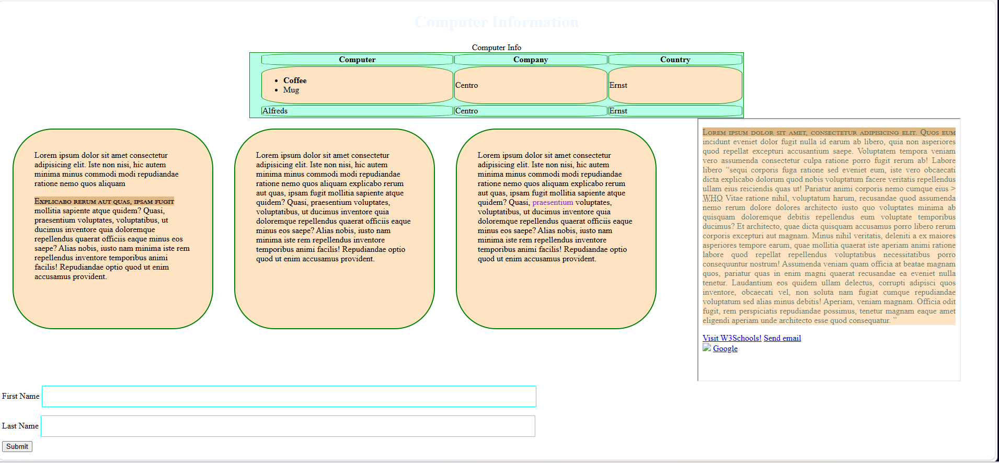 Computer Information
Computer Info
Computer Company Country
Coffee
Mug
Centro
Ernst
Alfreds Centro Ernst
Lorem ipsum dolor sit amet consectetur
adipisicing elit. Iste non nisi, hic autem
minima minus commodi modi repudiandae
ratione nemo quos aliquam
Explicabo rerum aut quas, ipsam fugit
mollitia sapiente atque quidem? Quasi,
praesentium voluptates, voluptatibus, ut
ducimus inventore quia doloremque
repellendus quaerat officiis eaque minus eos
saepe? Alias nobis, iusto nam minima iste rem
repellendus inventore temporibus animi
facilis! Repudiandae optio quod ut enim
accusamus provident.
Lorem ipsum dolor sit amet consectetur
adipisicing elit. Iste non nisi, hic autem
minima minus commodi modi repudiandae
ratione nemo quos aliquam explicabo rerum
aut quas, ipsam fugit mollitia sapiente atque
quidem? Quasi, praesentium voluptates,
voluptatibus, ut ducimus inventore quia
doloremque repellendus quaerat officiis eaque
minus eos saepe? Alias nobis, iusto nam
minima iste rem repellendus inventore
temporibus animi facilis! Repudiandae optio
quod ut enim accusamus provident.
Lorem ipsum dolor sit amet consectetur
adipisicing elit. Iste non nisi, hic autem
minima minus commodi modi repudiandae
ratione nemo quos aliquam explicabo rerum
aut quas, ipsam fugit mollitia sapiente atque
quidem? Quasi, praesentium voluptates,
voluptatibus, ut ducimus inventore quia
doloremque repellendus quaerat officiis eaque
minus eos saepe? Alias nobis, iusto nam
minima iste rem repellendus inventore
temporibus animi facilis! Repudiandae optio
quod ut enim accusamus provident.
Lorem ipsum dolor sit amet, consectetur adipisicing elit. Quos eum
incidunt eveniet dolor fugit nulla id earum ab libero, quia non asperiores
quod repellat excepturi accusantium saepe. Voluptatem tempora veniam
vero assumenda consectetur culpa ratione porro fugit rerum ab! Labore
libero “sequi corporis fuga ratione sed eveniet eum, iste vero obcaecati
dicta explicabo dolorum quod nobis voluptatum facere veritatis repellendus
ullam eius reiciendis quas ut! Pariatur animi corporis nemo cumque eius >
WHO Vitae ratione nihil, voluptatum harum, recusandae quod assumenda
nemo rerum dolore dolores architecto iusto quo voluptates minima ab
quisquam doloremque debitis repellendus eum voluptate temporibus
ducimus? Et architecto, quae dicta quisquam accusamus porro libero rerum
corporis excepturi aut magnam. Minus nihil veritatis, deleniti a ex maiores
asperiores tempore earum, quae mollitia quaerat iste aperiam animi ratione
labore quod repellat repellendus voluptatibus necessitatibus porro
consequuntur nostrum! Assumenda veniam quam officia at beatae magnam
quos, pariatur quas in enim magni quaerat recusandae ea eveniet nulla
tenetur. Laudantium eos quidem ullam delectus, corrupti adipisci quos
inventore, obcaecati vel, non soluta nam fugiat cumque repudiandae
voluptatum sed alias minus debitis! Aperiam, veniam magnam. Officia odit
fugit, rem perspiciatis repudiandae possimus, tenetur magnam eaque amet
eligendi aperiam unde architecto esse quod consequatur. ”
Visit W3Schools! Send email
Google
First Name
Last Name
Submit